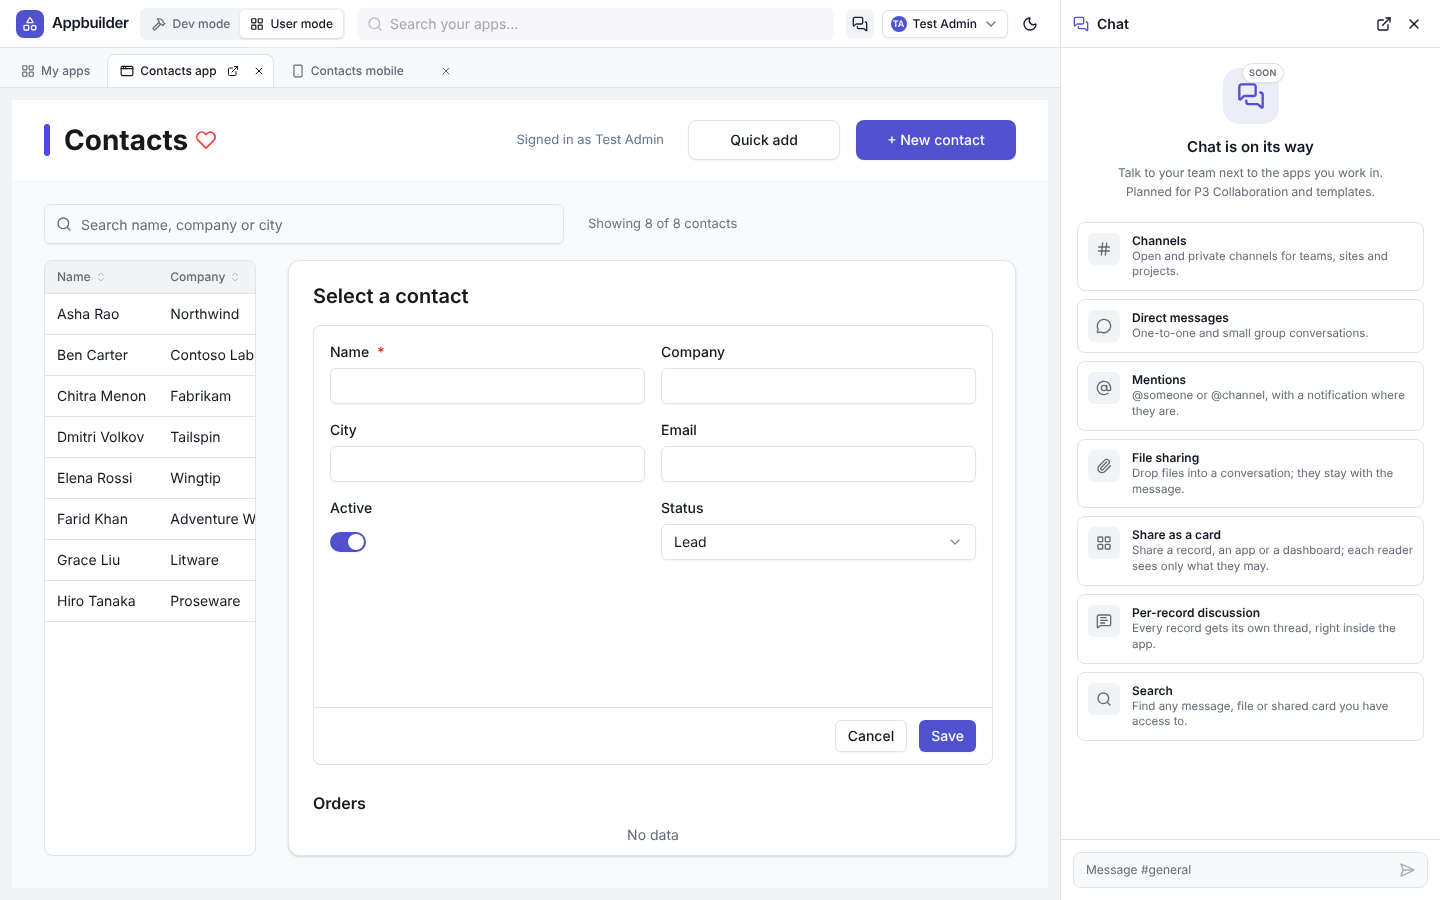 Appbuilder
Dev mode
User mode
Search your apps...
TA
Test Admin
Chat
My apps
Contacts app
Contacts mobile
Contacts
Signed in as Test Admin
Quick add
+ New contact
Search name, company or city
Showing 8 of 8 contacts
Name
Company
Asha Rao
Northwind
Ben Carter
Contoso Lab
Chitra Menon
Fabrikam
Dmitri Volkov
Tailspin
Elena Rossi
Wingtip
Farid Khan
Adventure W
Grace Liu
Litware
Hiro Tanaka
Proseware
Select a contact
Name *
Company
City
Email
Active
Status
Lead
Cancel
Save
Orders
No data
SOON
Chat is on its way
Talk to your team next to the apps you work in.
Planned for P3 Collaboration and templates.
Channels
Open and private channels for teams, sites and
projects.
Direct messages
One-to-one and small group conversations.
Mentions
@someone or @channel, with a notification where
they are.
File sharing
Drop files into a conversation; they stay with the
message.
Share as a card
Share a record, an app or a dashboard; each reader
sees only what they may.
Per-record discussion
Every record gets its own thread, right inside the
app.
Search
Find any message, file or shared card you have
access to.
Message #general